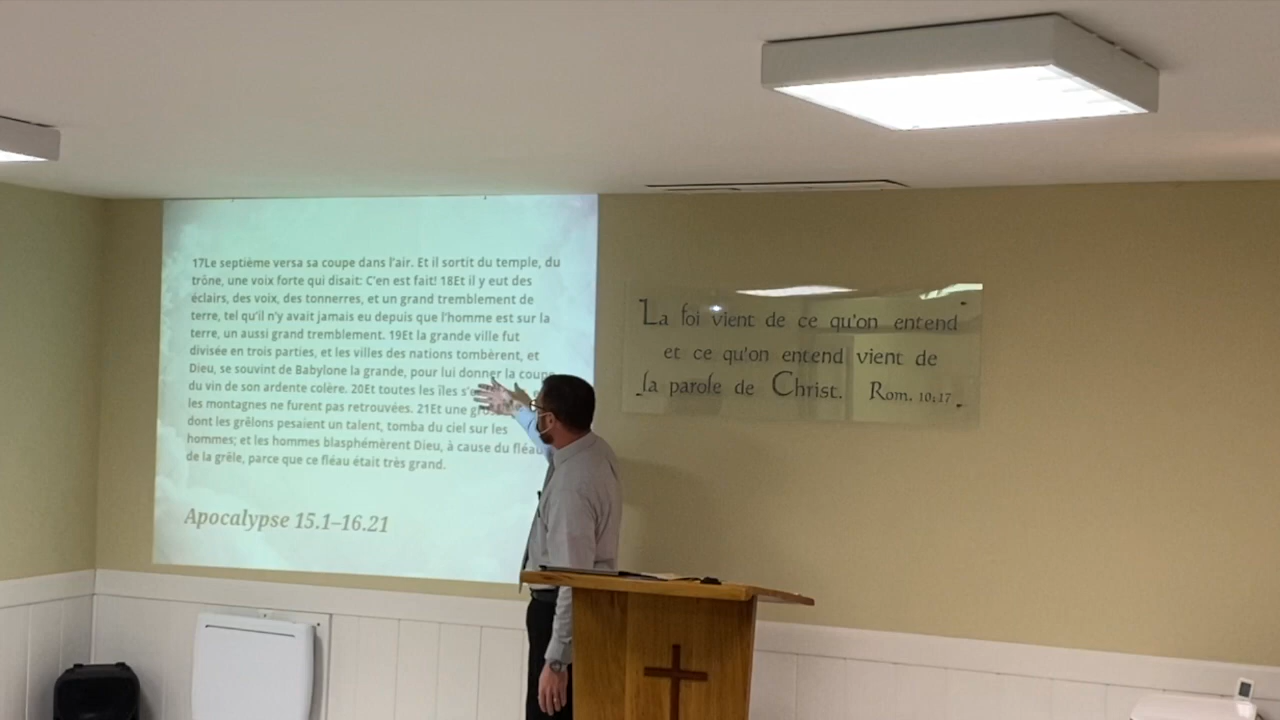 17Le septième versa sa coupe dans l'air. Et il sortit du temple, du
trône, une voix forte qui disait: C'en est fait! 18Et il y eut des
éclairs, des voix, des tonnerres, et un grand tremblement de
terre, tel qu'il n'y avait jamais eu depuis que l'homme est sur la
terre, un aussi grand tremblement. 19Et la grande ville fut
divisée en trois parties, et les villes des nations tombèrent, et
Dieu, se souvint de Babylone la grande, pour lui donner la coupe
du vin de son ardente colère. 20Et toutes les îles
les montagnes ne furent pas retrouvées. 21Et une
dont les grêlons pesaient un talent, tomba du ciel sur les
hommes; et les hommes blasphémèrent Dieu, à cause du fléau
de la grêle, parce que ce fléau était très grand.
Apocalypse 15.1–16.21
La foi vient de ce qu'on entend
et ce qu'on entend vient de
la parole de Christ. Rom. 10:17